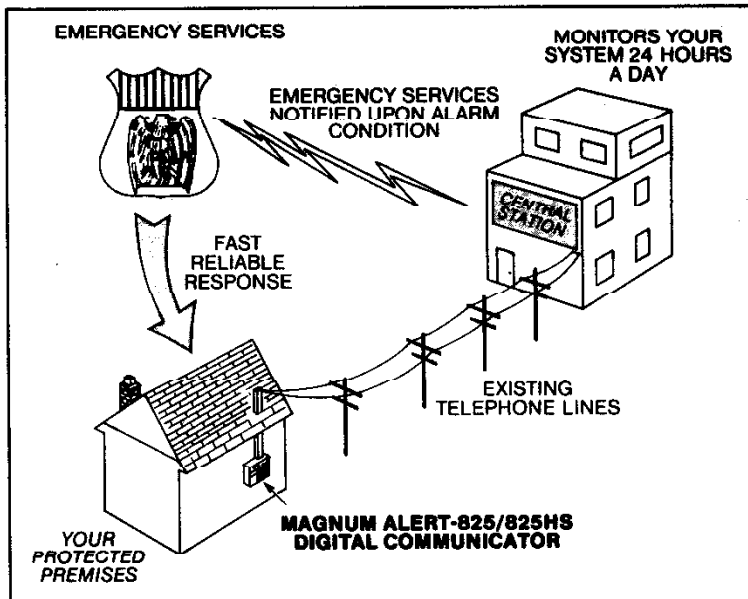 EMERGENCY SERVICES
MONITORS YOUR
SYSTEM 24 HOURS
A DAY
EMERGENCY SERVICES
NOTIFIED UPON ALARM
CONDITION
CENTRAL
STATION
FAST
RELIABLE
RESPONSE
EXISTING
TELEPHONE LINES
MAGNUM ALERT-825/825HS
DIGITAL COMMUNICATOR
YOUR
PROTECTED
PREMISES